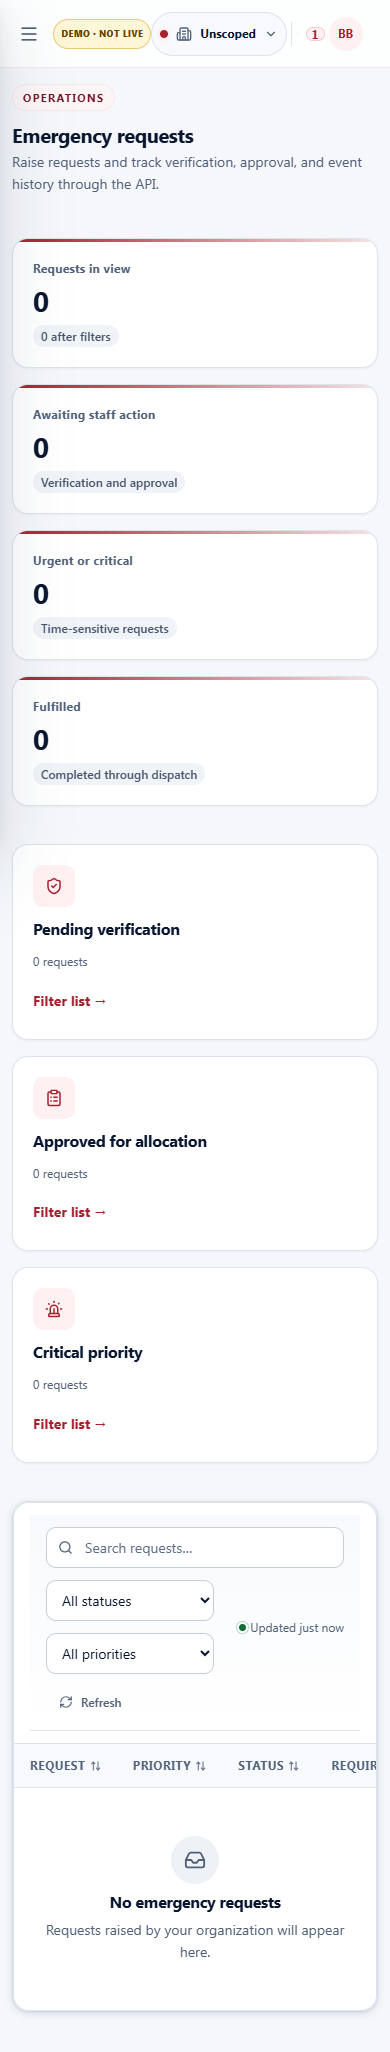 DEMO · NOT LIVE
Unscoped
1
BB
OPERATIONS
Emergency requests
Raise requests and track verification, approval, and event
history through the API.
Requests in view
0
0 after filters
Awaiting staff action
0
Verification and approval
Urgent or critical
0
Time-sensitive requests
Fulfilled
0
Completed through dispatch
Pending verification
0 requests
Filter list →
Approved for allocation
0 requests
Filter list →
Critical priority
0 requests
Filter list →
Search requests...
All statuses
Updated just now
All priorities
Refresh
REQUEST ↑↓ PRIORITY ↑↓ STATUS ↑↓ REQUIR
No emergency requests
Requests raised by your organization will appear
here.